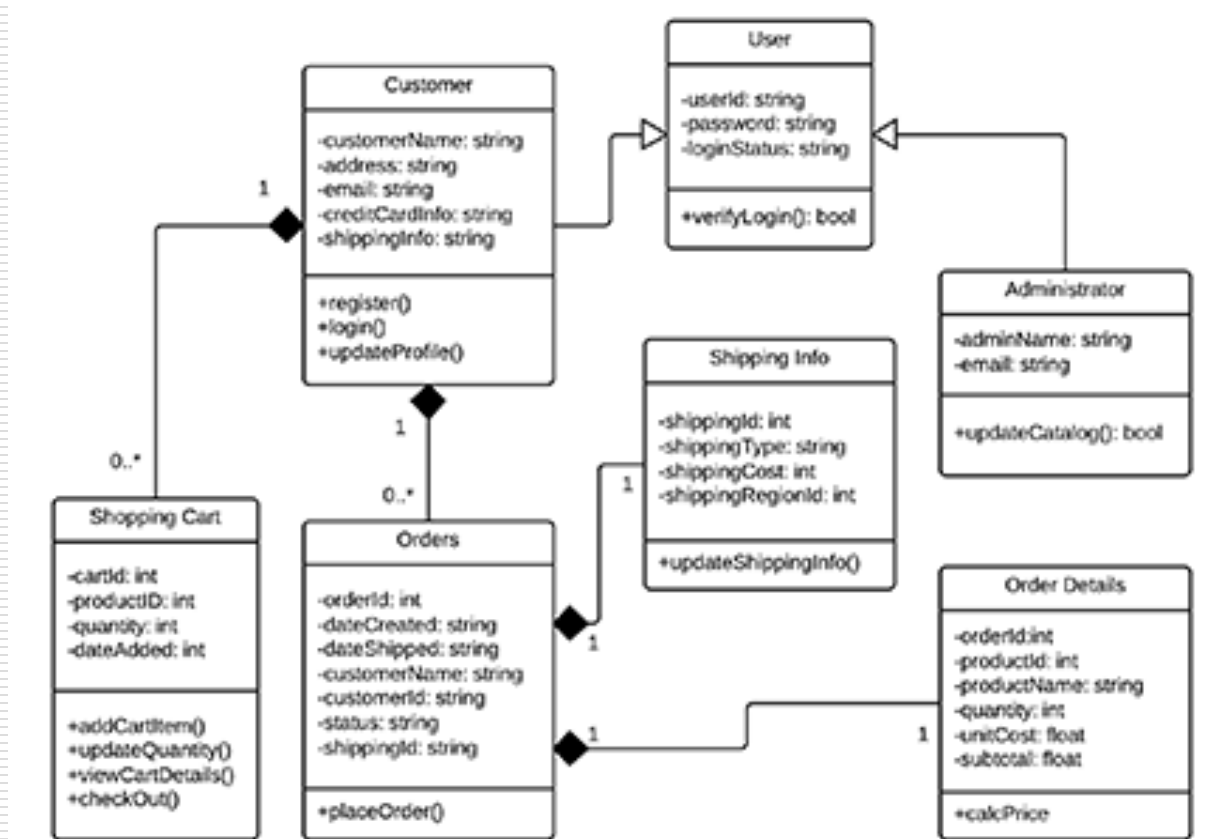 User
-userId: string
-password: string
-loginStatus: string
+verifyLogin(): bool
Customer
-customerName: string
-address: string
-email: string
-creditCardInfo: string
-shippingInfo: string
+register()
+login()
+updateProfile()
1
1
0..*
0..*
Administrator
-adminName: string
-email: string
+updateCatalog(): bool
Shipping Info
-shippingId: int
-shippingType: string
-shippingCost: int
-shippingRegionId: int
+updateShippingInfo()
1
1
Shopping Cart
-cartId: int
-productID: int
-quantity: int
-dateAdded: int
+addCartItem()
+updateQuantity()
+viewCartDetails()
+checkOut()
Orders
-orderId: int
-dateCreated: string
-dateShipped: string
-customerName: string
-customerId: string
-status: string
-shippingId: string
+placeOrder()
1
1
Order Details
-orderId:int
-productId: int
-productName: string
-quantity: int
-unitCost: float
-subtotal: float
+calcPrice